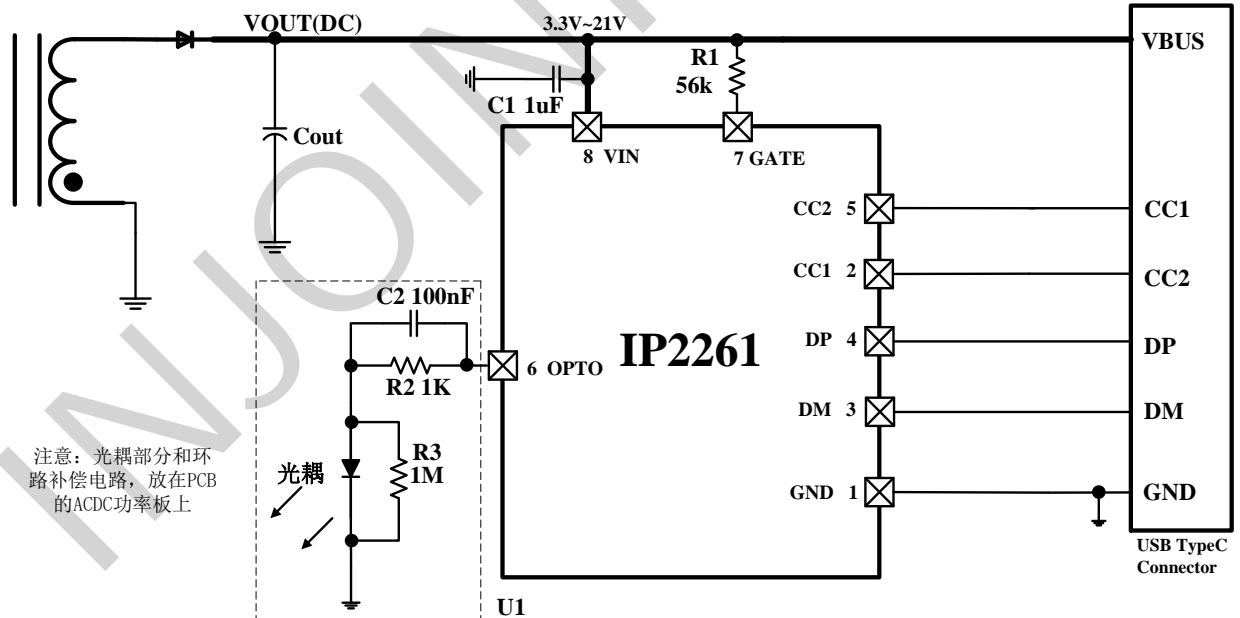 VOUT(DC)
3.3V~21V
VBUS
R1
56k
C1 1uF
Cout
8 VIN
7 GATE
CC2 5
CC1
CC1 2
CC2
C2 100nF
IP2261
DP 4
DP
6 OPTO
R2 1K
DM 3
DM
注意：光耦部分和环
路补偿电路，放在PCB
的ACDC功率板上
光耦
R3
1M
GND 1
GND
USB TypeC
Connector
U1
INJOINI